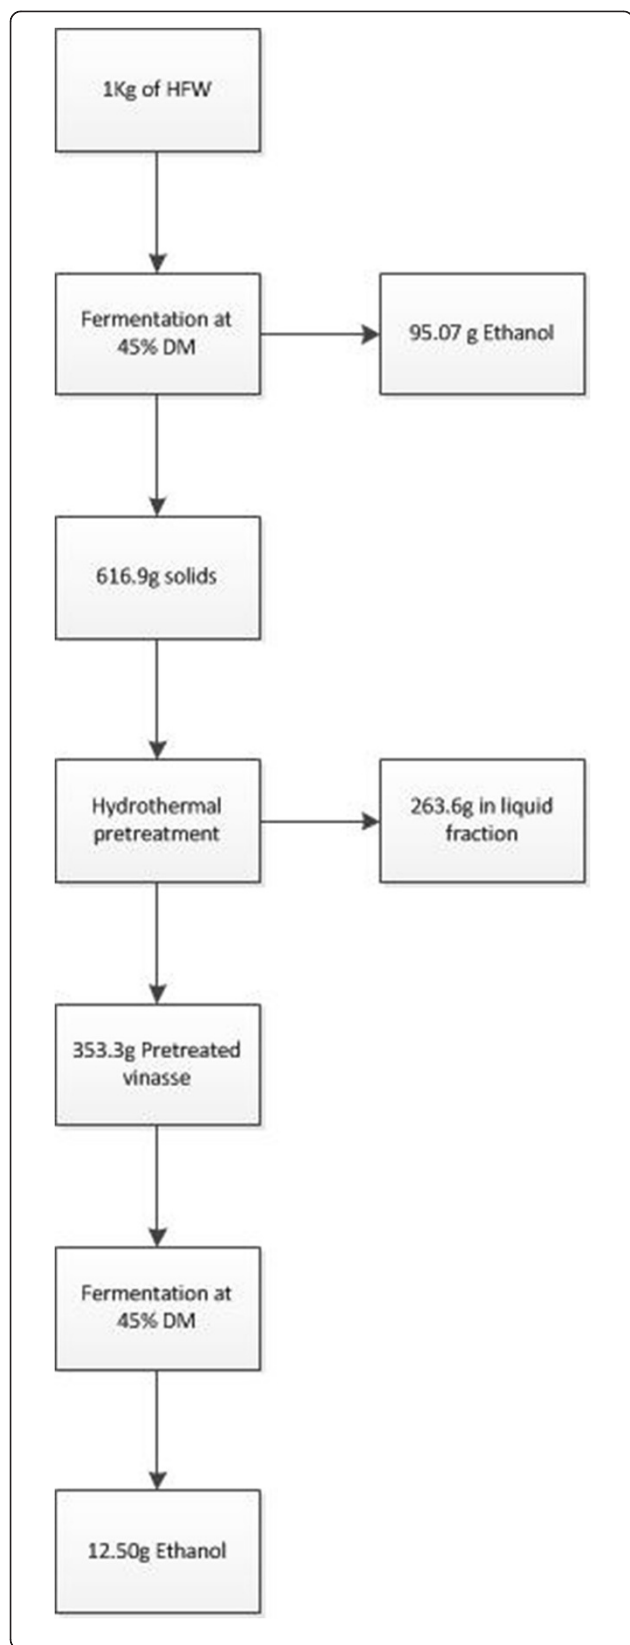 1Kg of HFW
Fermentation at
45% DM
95.07 g Ethanol
616.9g solids
Hydrothermal
pretreatment
263.6g in liquid
fraction
353.3g Pretreated
vinasse
Fermentation at
45% DM
12.50g Ethanol